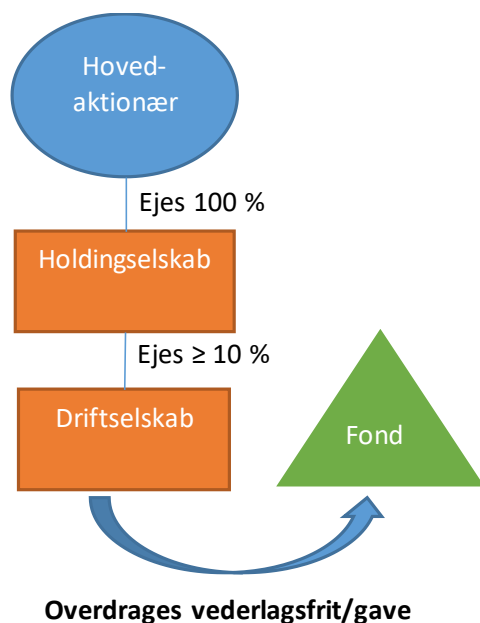 Hoved-
aktionær
Ejes 100 %
Holdingselskab
Ejes ≥ 10 %
Driftselskab
Fond
Overdrages vederlagsfrit/gave